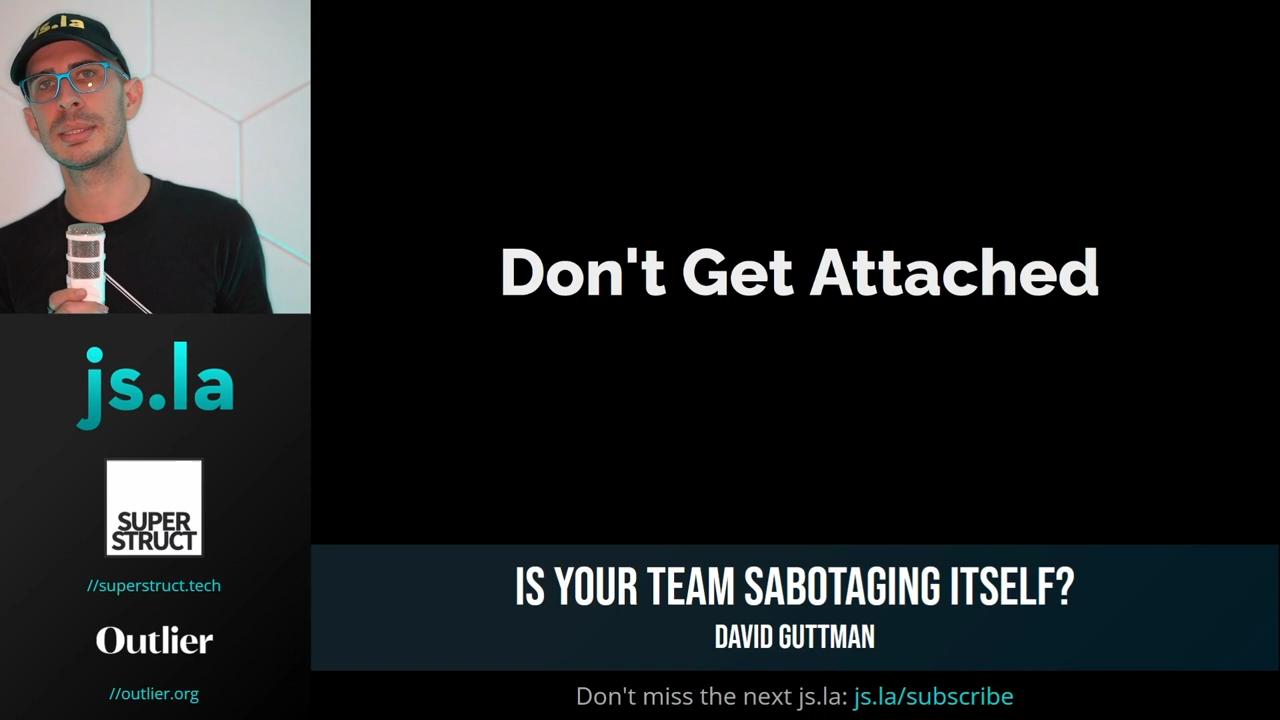 js.la
Don't Get Attached
js.la
SUPER
STRUCT
//superstruct.tech
Outlier
//outlier.org
IS YOUR TEAM SABOTAGING ITSELF?
DAVID GUTTMAN
Don't miss the next js.la: js.la/subscribe